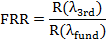 FRR = R(λ3rd) / R(λfund)